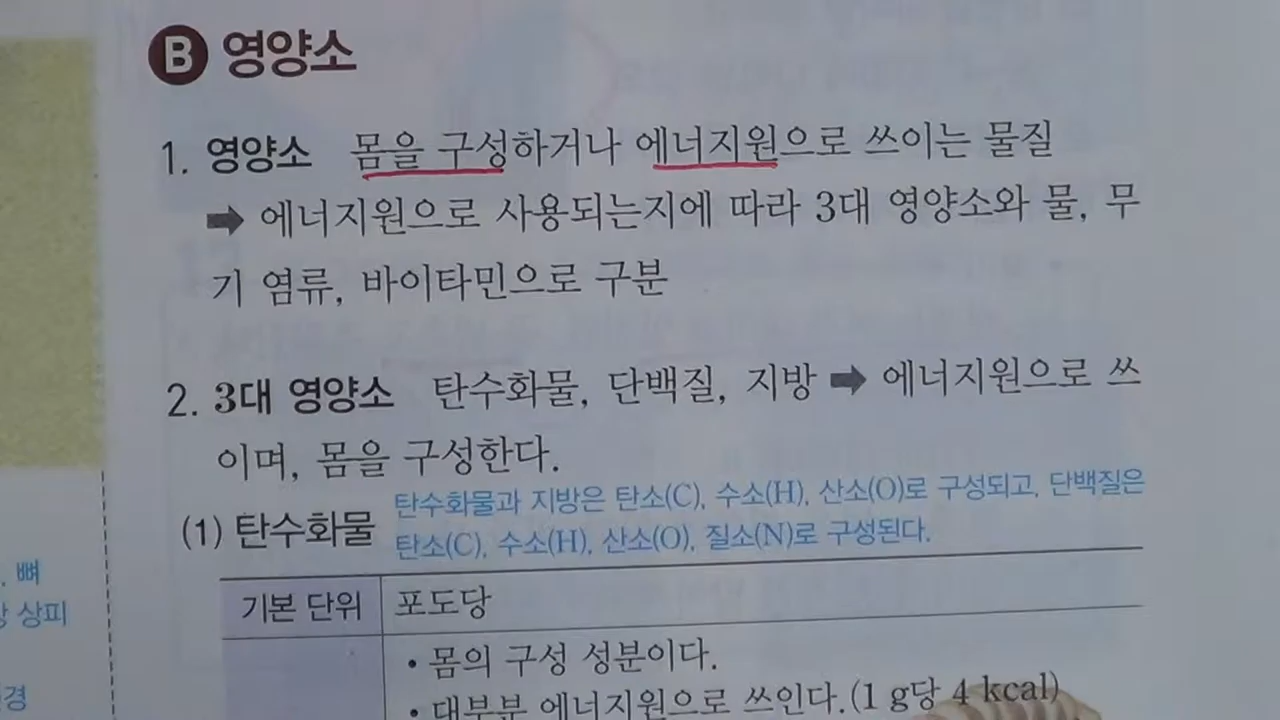 B 영양소
1. 영양소 몸을 구성하거나 에너지원으로 쓰이는 물질
➡ 에너지원으로 사용되는지에 따라 3대 영양소와 물, 무
기 염류, 바이타민으로 구분
2. 3대 영양소 탄수화물, 단백질, 지방 ➡ 에너지원으로 쓰
이며, 몸을 구성한다.
(1) 탄수화물
탄수화물과 지방은 탄소(C), 수소(H), 산소(O)로 구성되고, 단백질은
탄소(C), 수소(H), 산소(O), 질소(N)로 구성된다.
기본 단위 포도당
• 몸의 구성 성분이다.
• 대부분 에너지원으로 쓰인다.(1 g당 4 kcal)
. 뼈
상피
경